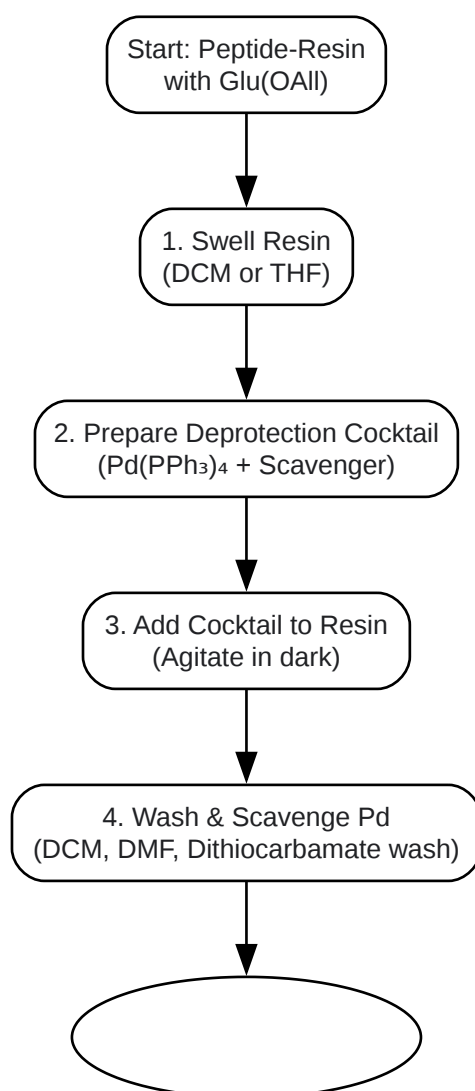 Start: Peptide-Resin
with Glu(OAll)
1. Swell Resin
(DCM or THF)
2. Prepare Deprotection Cocktail
(Pd(PPh₃)₄ + Scavenger)
3. Add Cocktail to Resin
(Agitate in dark)
4. Wash & Scavenge Pd
(DCM, DMF, Dithiocarbamate wash)